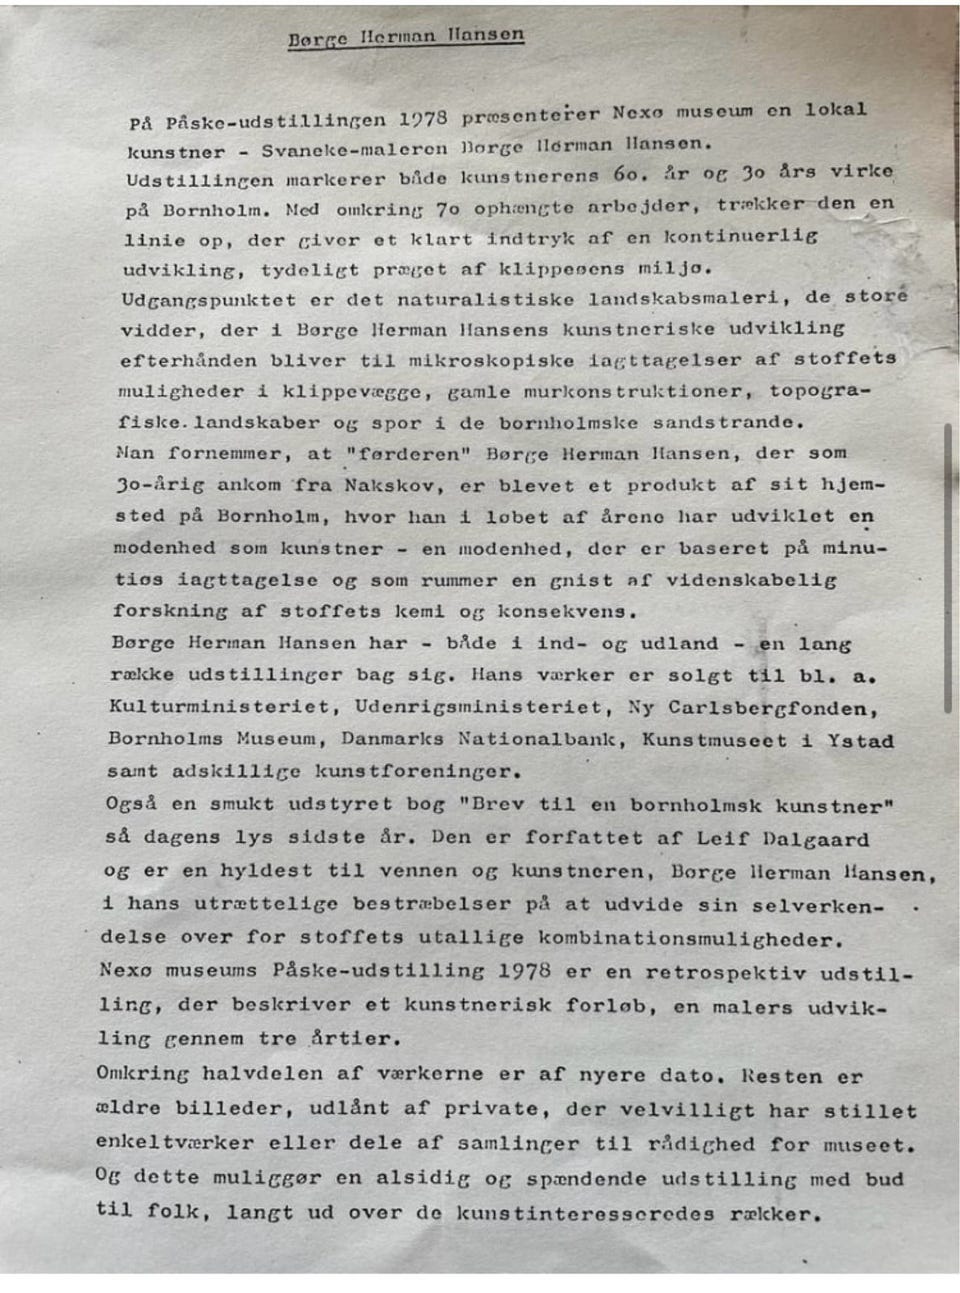 Børge Herman Hansen
På Påske-udstillingen 1978 præsenterer Nexø museum en lokal
kunstner - Svaneke-maleren Børge Herman Hansen.
Udstillingen markerer både kunstnerens 6o. år og 3o års virke
på Bornholm. Med omkring 7o ophængte arbejder, trækker den en
linie op, der giver et klart indtryk af en kontinuerlig
udvikling, tydeligt præget af klippeøens miljø.
Udgangspunktet er det naturalistiske landskabsmaleri, de store
vidder, der i Børge Herman Hansens kunstneriske udvikling
efterhånden bliver til mikroskopiske iagttagelser af stoffets
muligheder i klippevægge, gamle murkonstruktioner, topogra-
fiske.landskaber og spor i de bornholmske sandstrande.
Man fornemmer, at "førderen" Børge Herman Hansen, der som
3o-årig ankom fra Nakskov, er blevet et produkt af sit hjem-
sted på Bornholm, hvor han i løbet af årene har udviklet en
modenhed som kunstner - en modenhed, der er baseret på minu-
tiøs iagttagelse og som rummer en gnist af videnskabelig
forskning af stoffets kemi og konsekvens.
Børge Herman Hansen har - både i ind- og udland - en lang
række udstillinger bag sig. Hans værker er solgt til bl. a.
Kulturministeriet, Udenrigsministeriet, Ny Carlsbergfonden,
Bornholms Museum, Danmarks Nationalbank, Kunstmuseet i Ystad
samt adskillige kunstforeninger.
Også en smukt udstyret bog "Brev til en bornholmsk kunstner"
så dagens lys sidste år. Den er forfattet af Leif Dalgaard
og er en hyldest til vennen og kunstneren, Børge Herman Hansen,
i hans utrættelige bestræbelser på at udvide sin selverken-
delse over for stoffets utallige kombinationsmuligheder.
Nexø museums Påske-udstilling 1978 er en retrospektiv udstil-
ling, der beskriver et kunstnerisk forløb, en malers udvik-
ling gennem tre årtier.
Omkring halvdelen af værkerne er af nyere dato. Resten er
ældre billeder, udlånt af private, der velvilligt har stillet
enkeltværker eller dele af samlinger til rådighed for museet.
Og dette muliggør en alsidig og spændende udstilling med bud
til folk, langt ud over de kunstinteresseredes rækker.